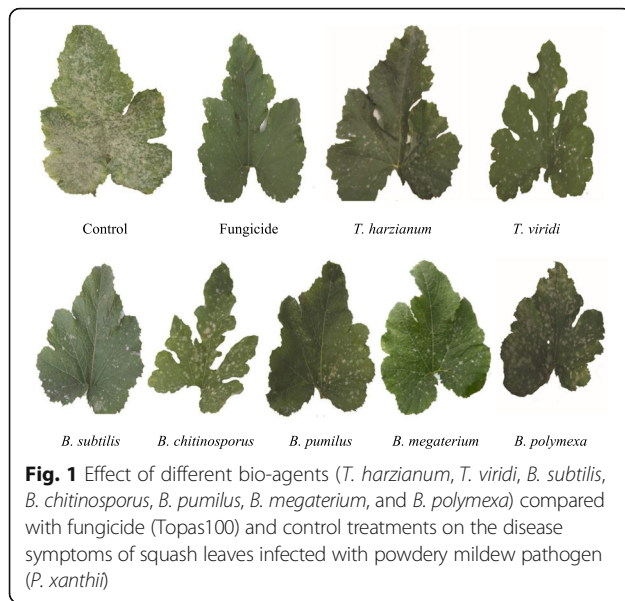 Control Fungicide T. harzianum T. viridi
B. subtilis B. chitinosporus B. pumilus B. megaterium B. polymexa
Fig. 1 Effect of different bio-agents (T. harzianum, T. viridi, B. subtilis,
B. chitinosporus, B. pumilus, B. megaterium, and B. polymexa) compared
with fungicide (Topas100) and control treatments on the disease
symptoms of squash leaves infected with powdery mildew pathogen
(P. xanthii)